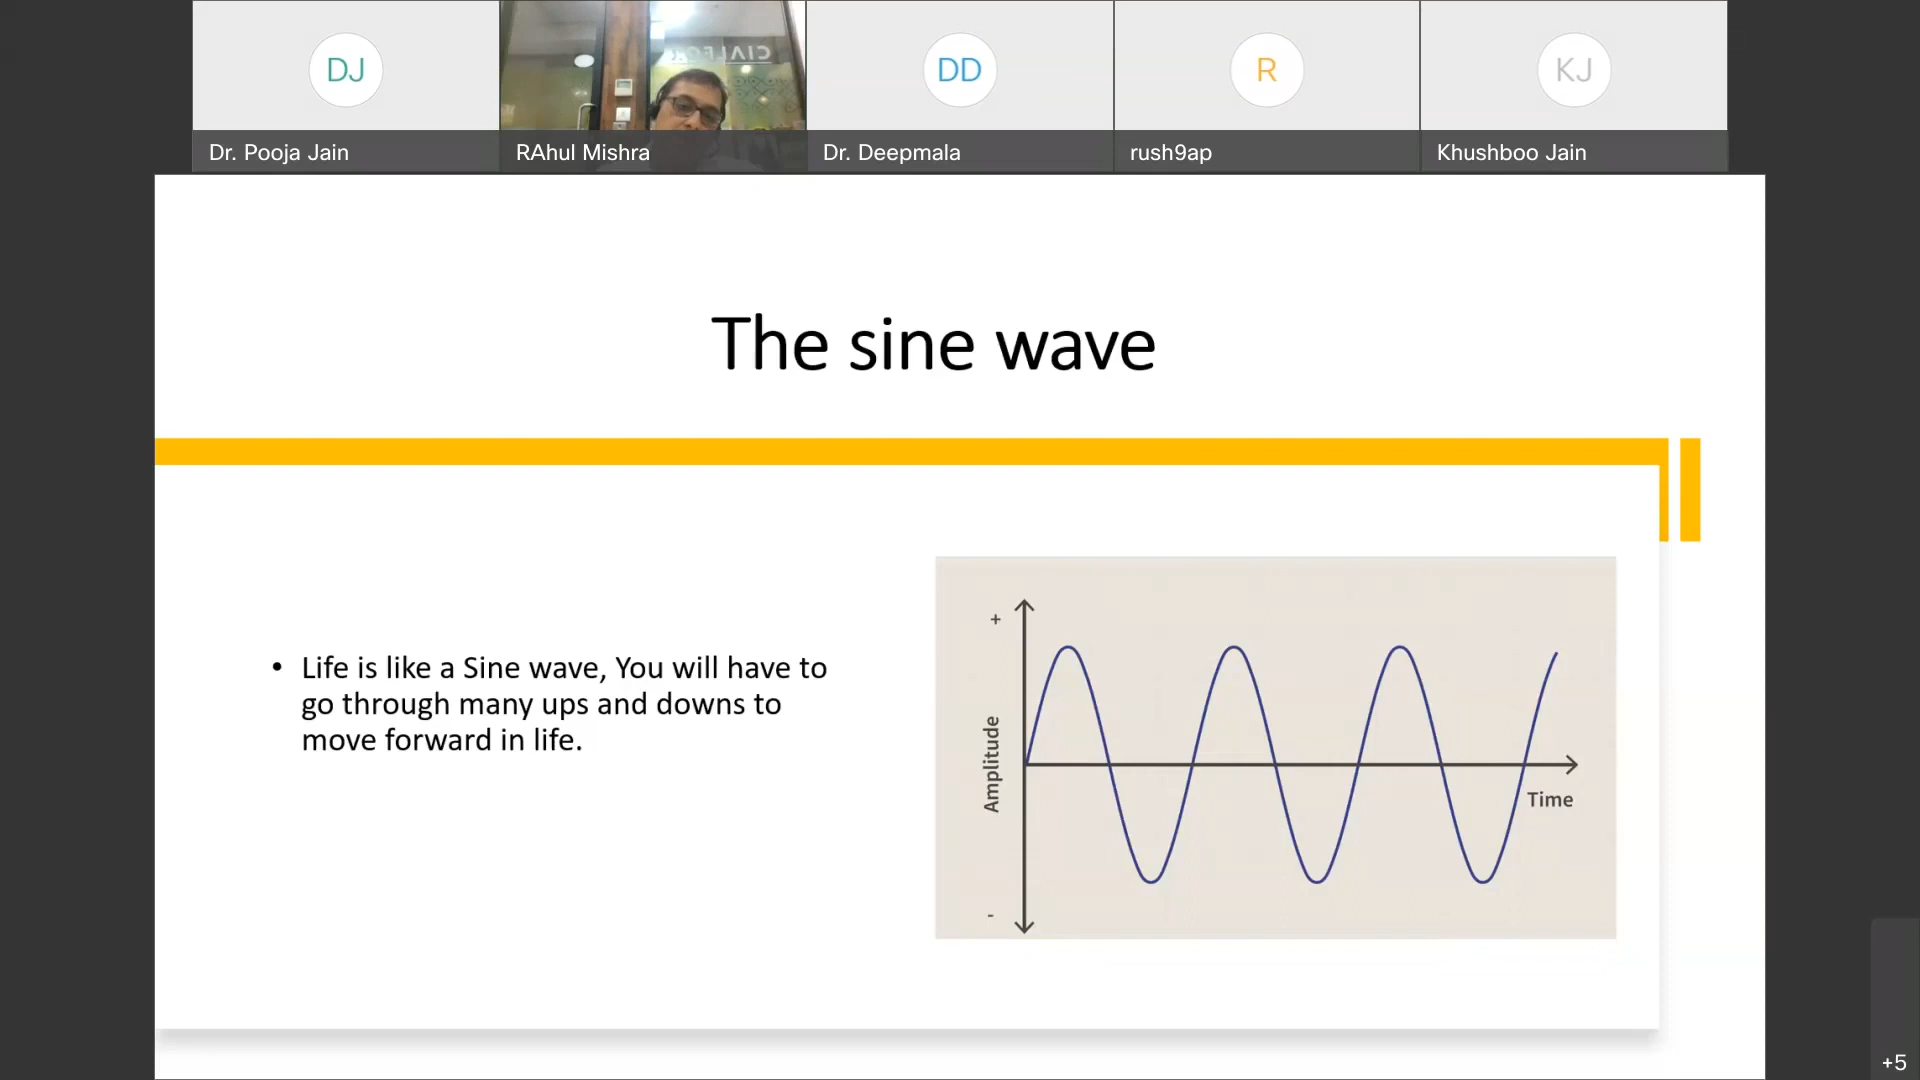 DJ
DD
R
KJ
Dr. Pooja Jain
RAhul Mishra
Dr. Deepmala
rush9ap
Khushboo Jain
The sine wave
• Life is like a Sine wave, You will have to
go through many ups and downs to
move forward in life.
+
Amplitude
Time
-
+5